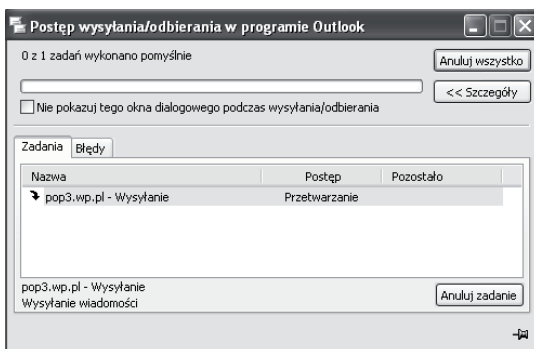 Postęp wysyłania/odbierania w programie Outlook
0 z 1 zadań wykonano pomyślnie
Anuluj wszystko
<< Szczegóły
Nie pokazuj tego okna dialogowego podczas wysyłania/odbierania
Zadania Błędy
Nazwa Postęp Pozostało
pop3.wp.pl - Wysyłanie Przetwarzanie
pop3.wp.pl - Wysyłanie
Wysyłanie wiadomości
Anuluj zadanie